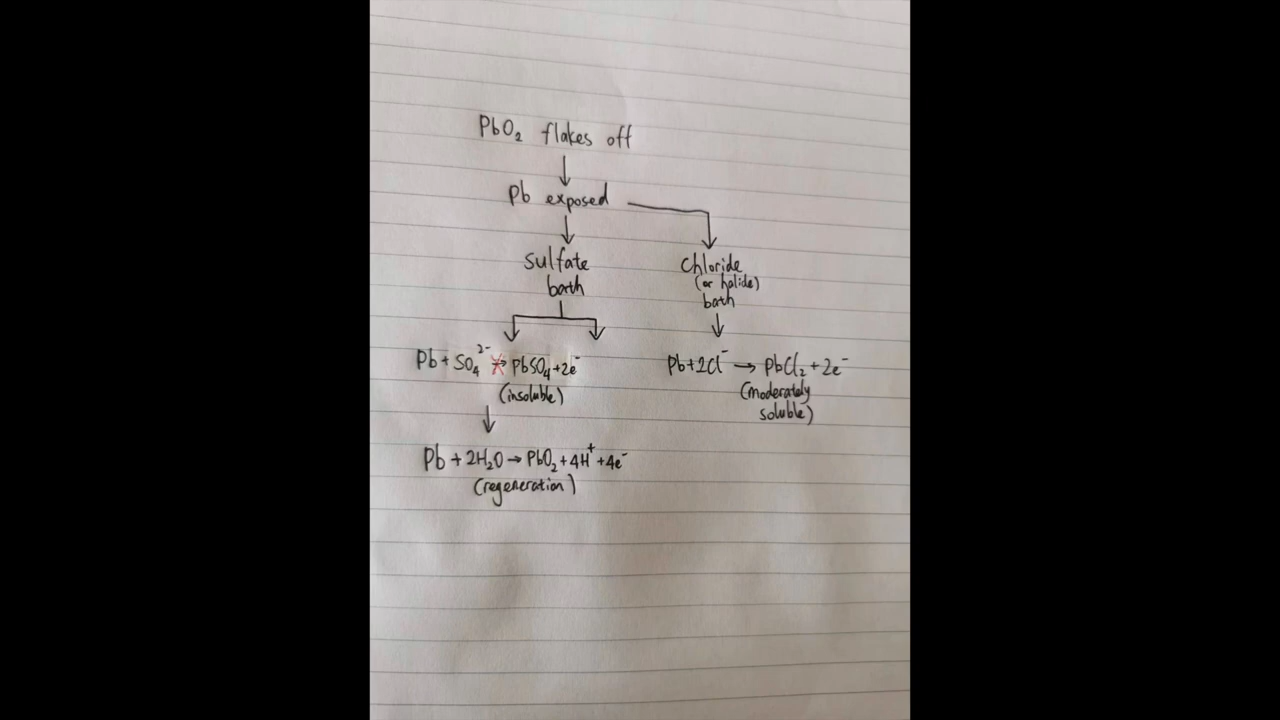 PbO₂ flakes off
Pb exposed
sulfate
bath
chloride
(or halide)
bath
Pb + SO₄²⁻ → PbSO₄ + 2e⁻
(insoluble)
Pb + 2H₂O → PbO₂ + 4H⁺ + 4e⁻
(regeneration)
Pb + 2Cl⁻ → PbCl₂ + 2e⁻
(moderately
soluble)